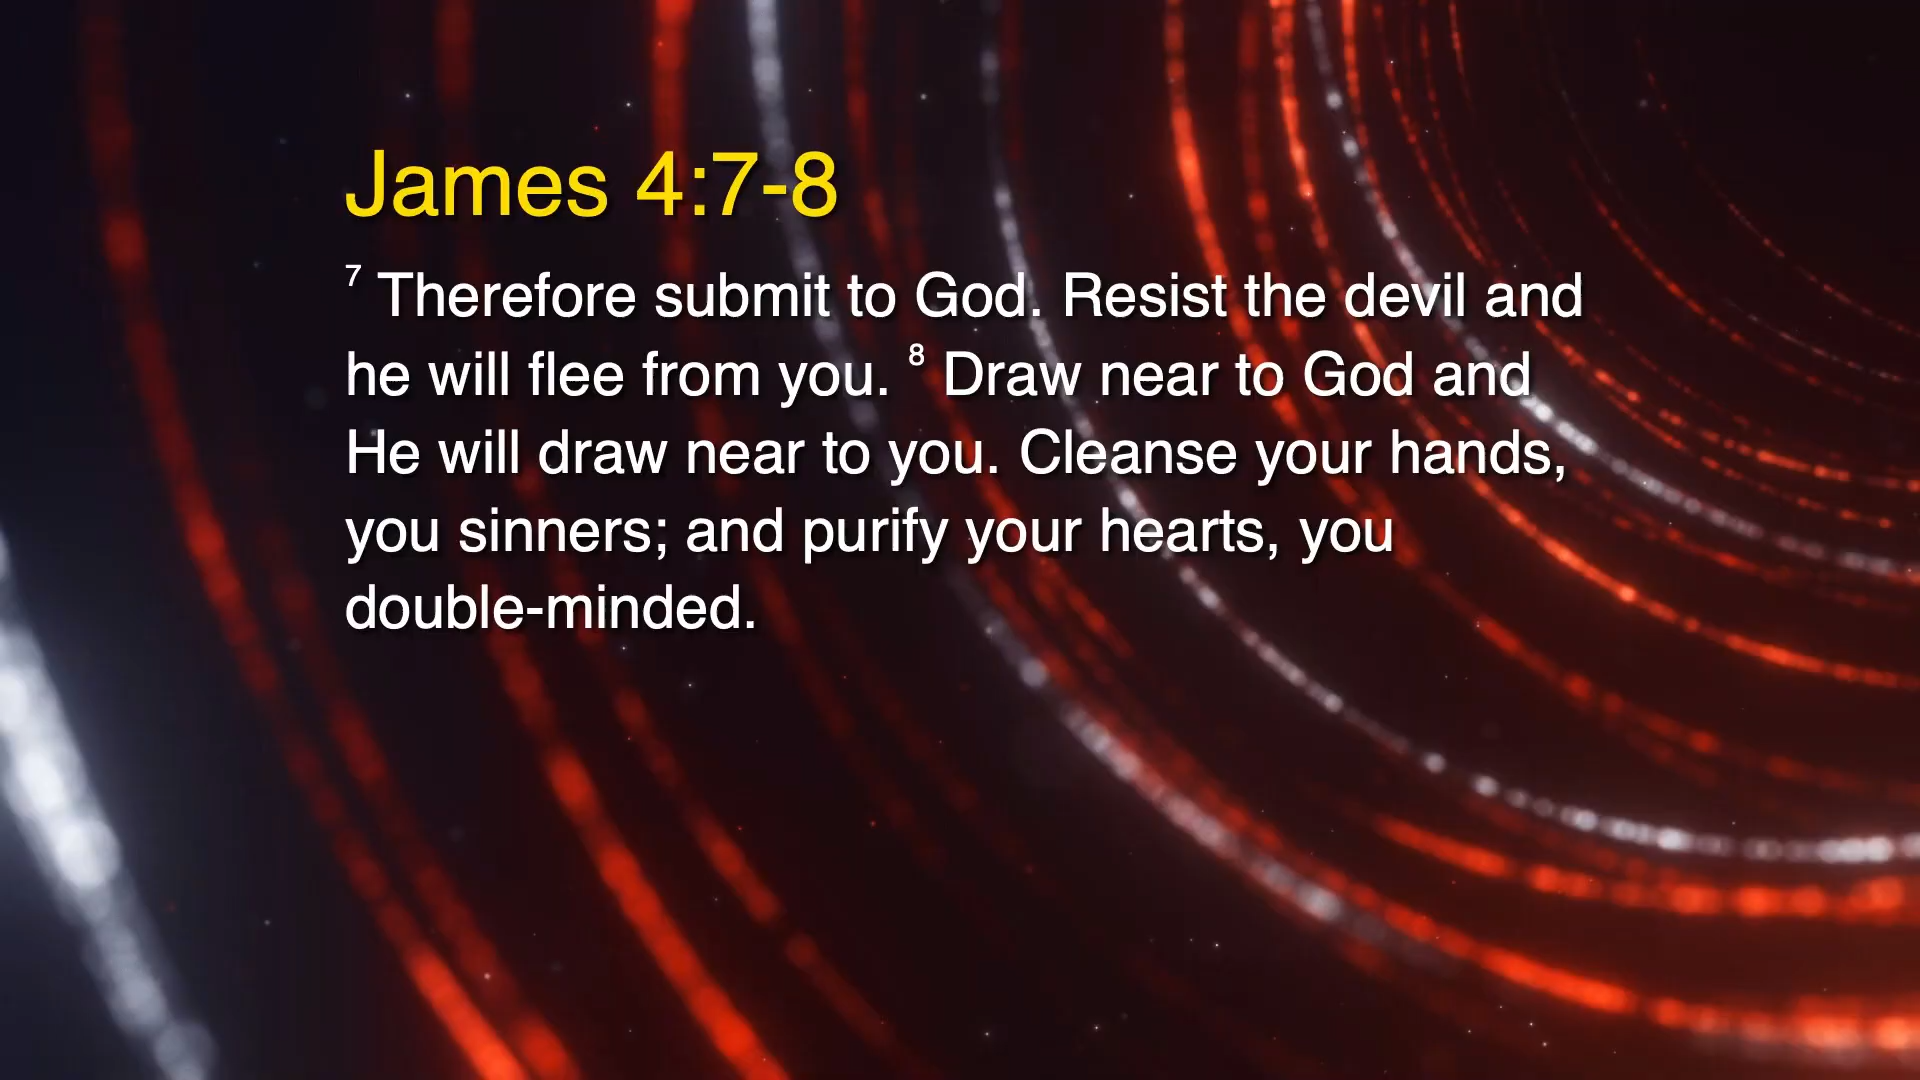 James 4:7-8
7 Therefore submit to God. Resist the devil and
he will flee from you. 8 Draw near to God and
He will draw near to you. Cleanse your hands,
you sinners; and purify your hearts, you
double-minded.